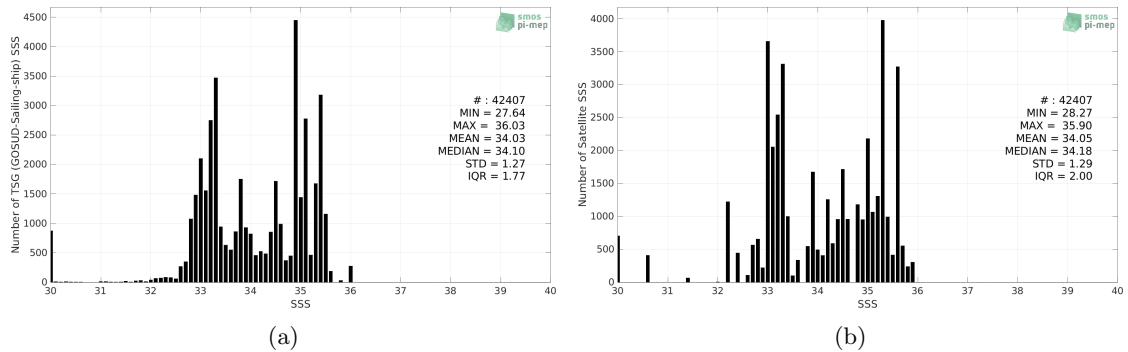 smos
pi-mep
Number of TSG (GOSUD-Sailing-ship) SSS
4500
4000
3500
3000
2500
2000
1500
1000
500
0
# : 42407
MIN = 27.64
MAX = 36.03
MEAN = 34.03
MEDIAN = 34.10
STD = 1.27
IQR = 1.77
30 31 32 33 34 35 36 37 38 39 40
SSS
(a)
smos
pi-mep
Number of Satellite SSS
4000
3500
3000
2500
2000
1500
1000
500
0
# : 42407
MIN = 28.27
MAX = 35.90
MEAN = 34.05
MEDIAN = 34.18
STD = 1.29
IQR = 2.00
30 31 32 33 34 35 36 37 38 39 40
SSS
(b)